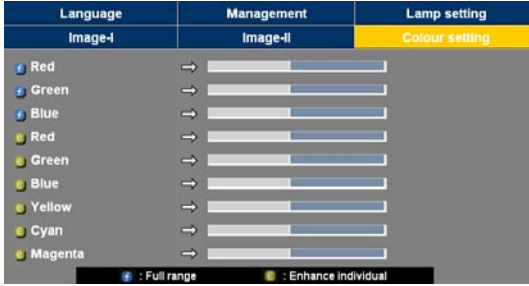 Language Management Lamp setting
Image-I Image-II Colour setting
f Red
f Green
f Blue
e Red
e Green
e Blue
e Yellow
e Cyan
e Magenta
f : Full range e : Enhance individual